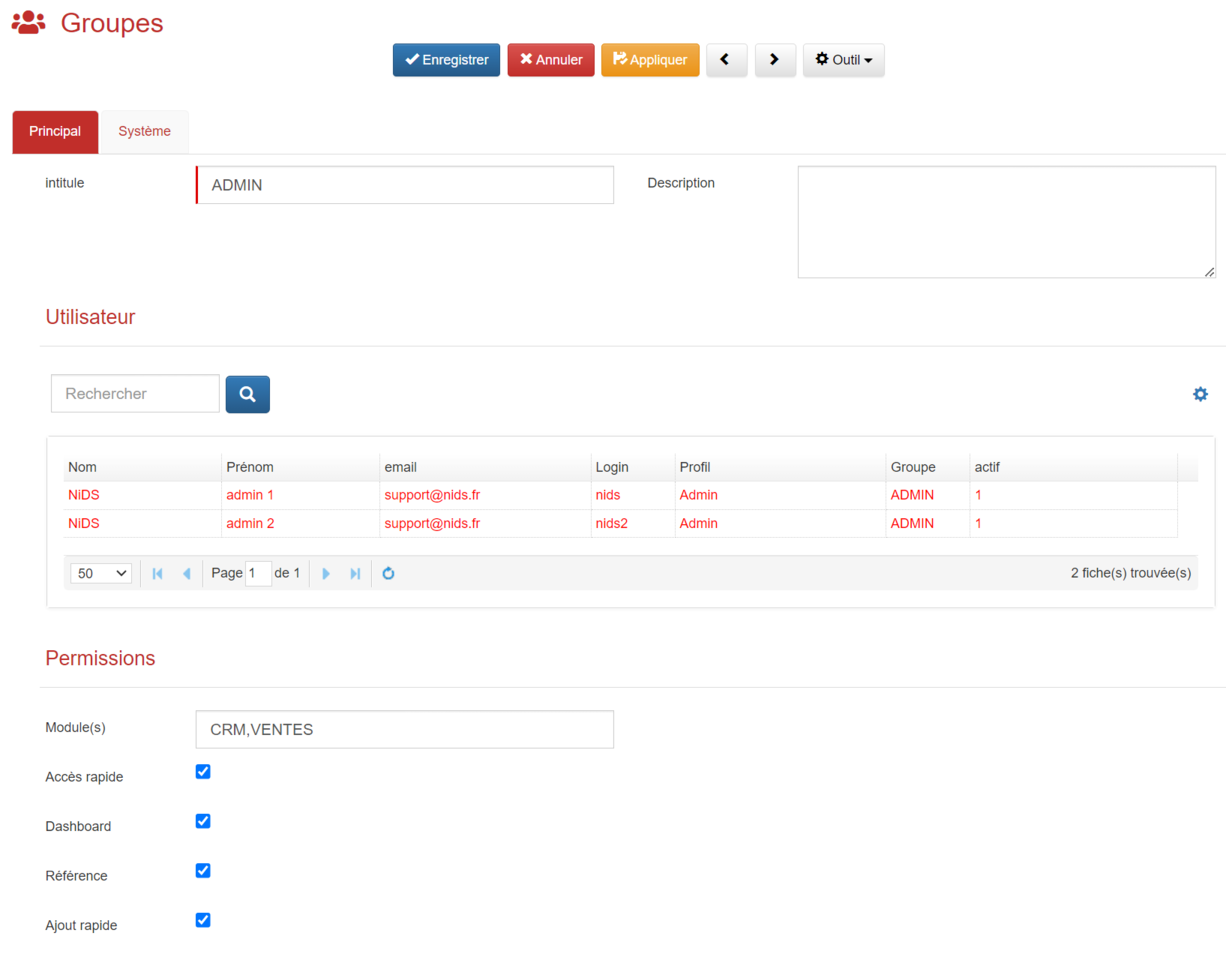 Groupes
Enregistrer Annuler Appliquer Outil
Principal Système
intitule ADMIN Description
Utilisateur
Rechercher
Nom Prénom email Login Profil Groupe actif
NiDS admin 1 support@nids.fr nids Admin ADMIN 1
NiDS admin 2 support@nids.fr nids2 Admin ADMIN 1
50 Page 1 de 1 2 fiche(s) trouvée(s)
Permissions
Module(s) CRM,VENTES
Accès rapide
Dashboard
Référence
Ajout rapide